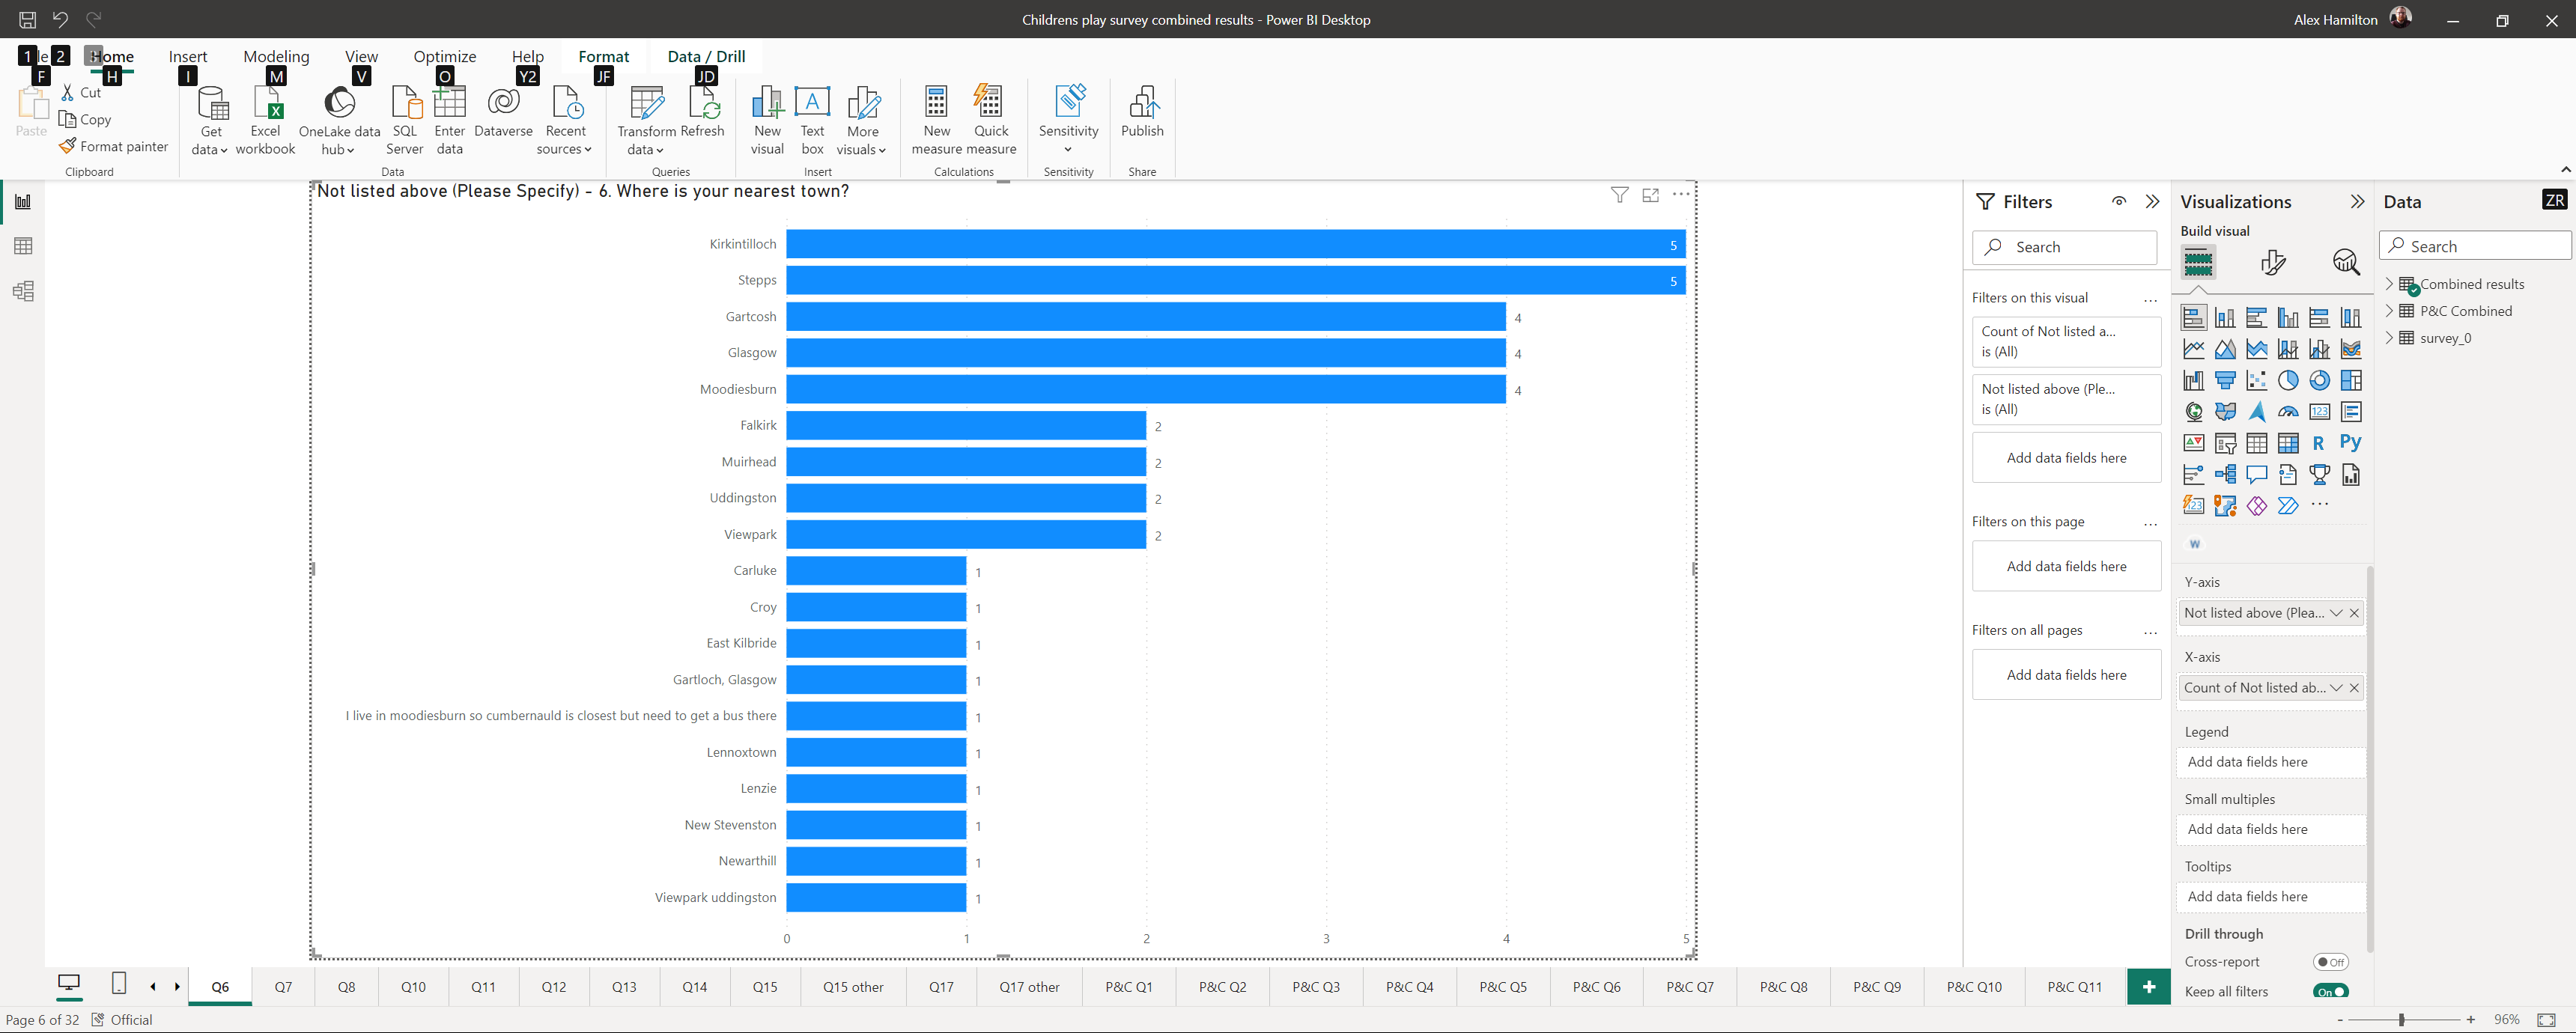 Childrens play survey combined results - Power BI Desktop
Alex Hamilton
Home Insert Modeling View Optimize Help Format Data / Drill
1 2 F H I M V O Y2 JF JD
Paste
Cut
Copy
Format painter
Clipboard
Get data
Excel workbook
OneLake data hub
SQL Server
Enter data
Dataverse
Recent sources
Data
Transform data
Refresh
Queries
New visual
Text box
More visuals
Insert
New measure
Quick measure
Calculations
Sensitivity
Sensitivity
Publish
Share
Not listed above (Please Specify) - 6. Where is your nearest town?
Kirkintilloch 5
Stepps 5
Gartcosh 4
Glasgow 4
Moodiesburn 4
Falkirk 2
Muirhead 2
Uddingston 2
Viewpark 2
Carluke 1
Croy 1
East Kilbride 1
Gartloch, Glasgow 1
I live in moodiesburn so cumbernauld is closest but need to get a bus there 1
Lennoxtown 1
Lenzie 1
New Stevenston 1
Newarthill 1
Viewpark uddingston 1
0 1 2 3 4 5
Filters
Search
Filters on this visual
Count of Not listed a...
is (All)
Not listed above (Ple...
is (All)
Add data fields here
Filters on this page
Add data fields here
Filters on all pages
Add data fields here
Visualizations
Build visual
123
R Py
123
W
Y-axis
Not listed above (Plea...
X-axis
Count of Not listed ab...
Legend
Add data fields here
Small multiples
Add data fields here
Tooltips
Add data fields here
Drill through
Cross-report Off
Keep all filters On
Data
ZR
Search
Combined results
P&C Combined
survey_0
Q6 Q7 Q8 Q10 Q11 Q12 Q13 Q14 Q15 Q15 other Q17 Q17 other P&C Q1 P&C Q2 P&C Q3 P&C Q4 P&C Q5 P&C Q6 P&C Q7 P&C Q8 P&C Q9 P&C Q10 P&C Q11 +
Page 6 of 32 Official
- + 96%